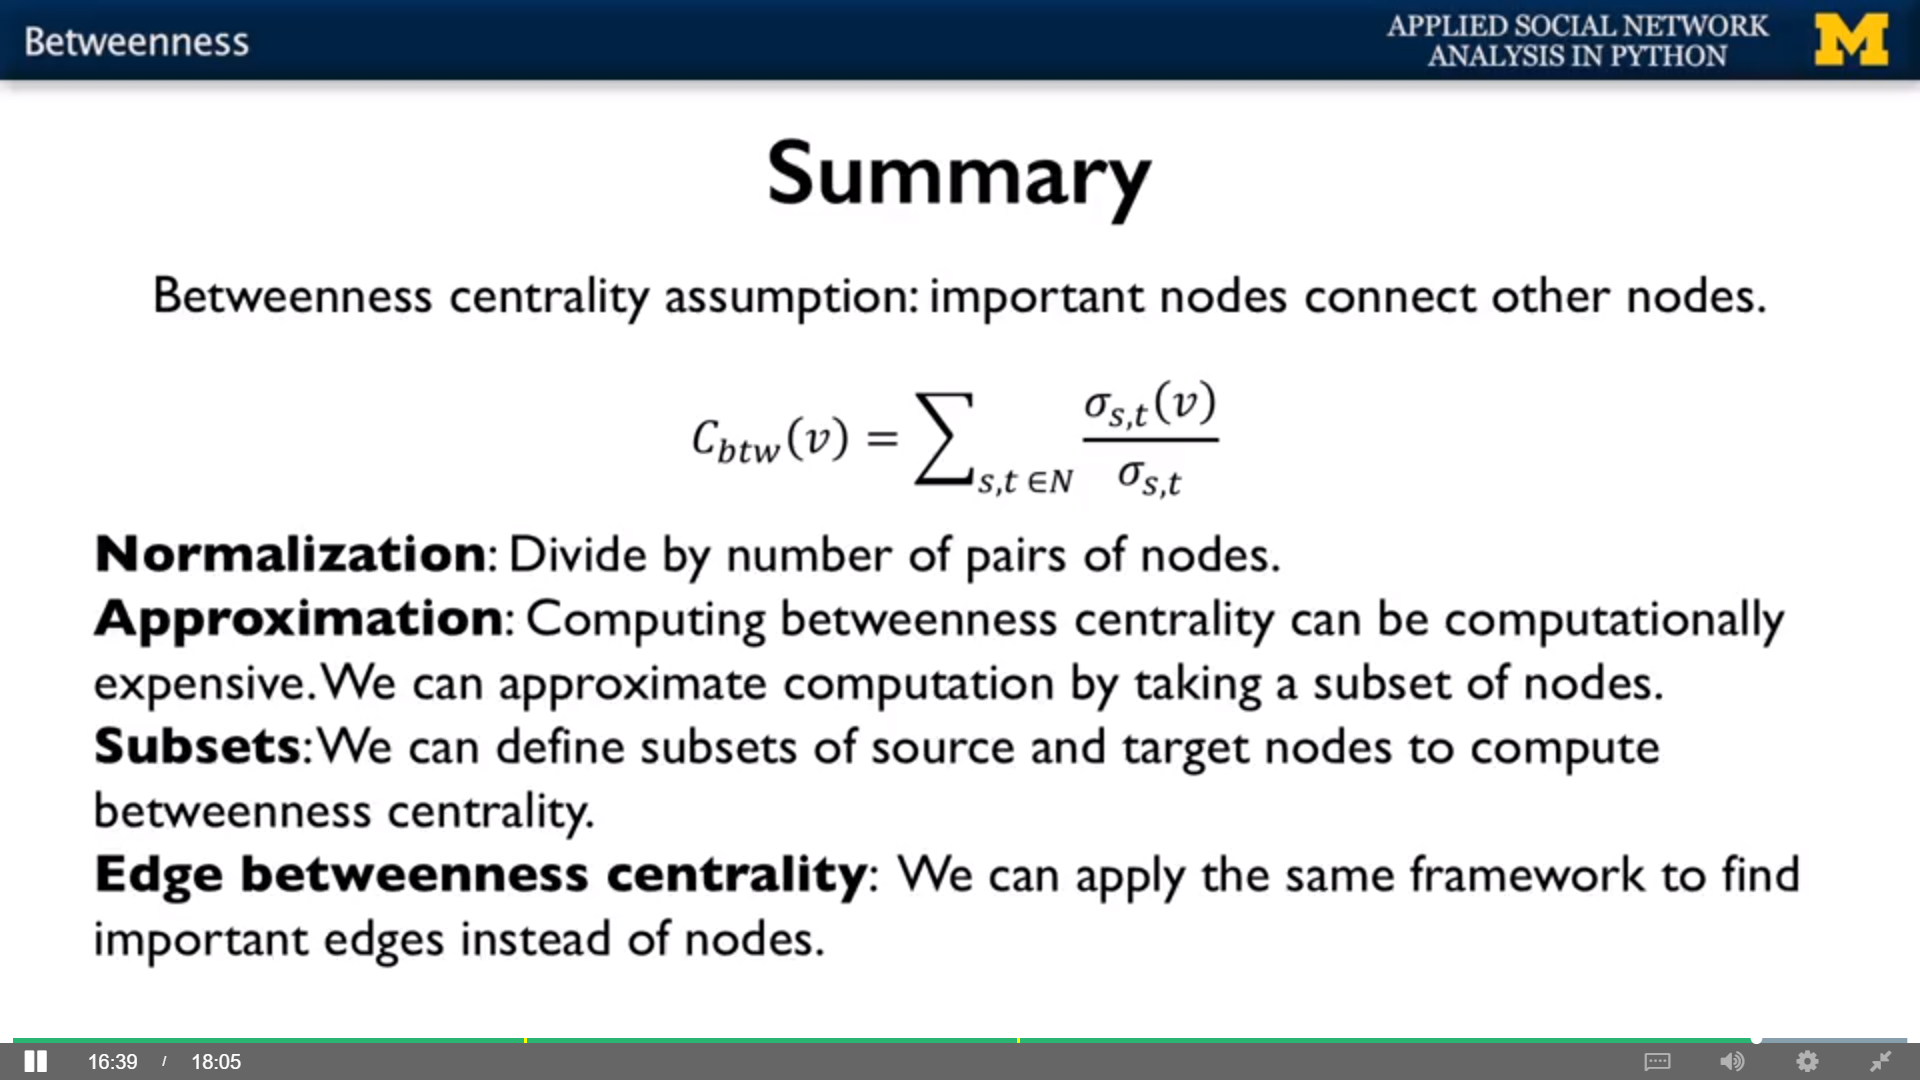 Betweenness
APPLIED SOCIAL NETWORK
ANALYSIS IN PYTHON
M
Summary
Betweenness centrality assumption: important nodes connect other nodes.
C_{btw}(v) = \sum_{s,t \in N} \frac{\sigma_{s,t}(v)}{\sigma_{s,t}}
Normalization: Divide by number of pairs of nodes.
Approximation: Computing betweenness centrality can be computationally
expensive. We can approximate computation by taking a subset of nodes.
Subsets: We can define subsets of source and target nodes to compute
betweenness centrality.
Edge betweenness centrality: We can apply the same framework to find
important edges instead of nodes.
16:39 / 18:05